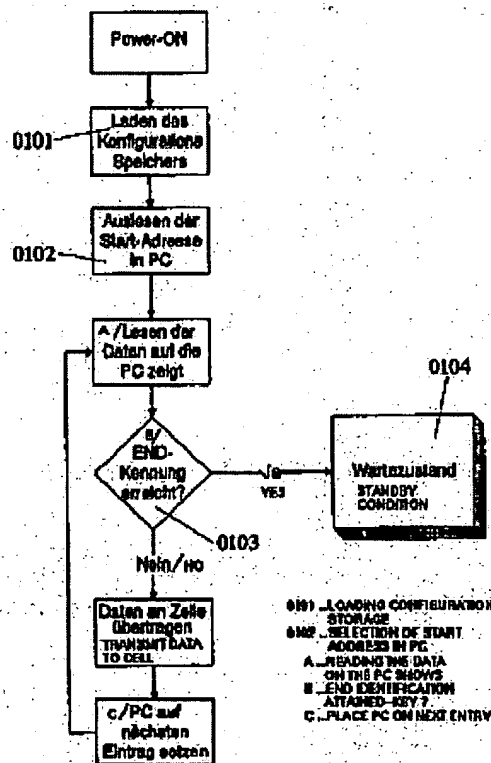 Power-ON
0101
Laden des
Konfigurations
Speichers
0102
Auslesen der
Start-Adresse
in PC
A/Lesen der
Daten auf die
PC zeigt
B/
END-
Kennung
erreicht?
Ja
YES
0103
0104
Wartezustand
STANDBY
CONDITION
Nein/NO
Daten an Zelle
übertragen
TRANSMIT DATA
TO CELL
C/PC auf
nächsten
Eintrag setzen
0101...LOADING CONFIGURATION
STORAGE
0102...SELECTION OF START
ADDRESS IN PC
A...READING THE DATA
ON THE PC SHOWS
B...END IDENTIFICATION
ATTAINED-KEY?
C...PLACE PC ON NEXT ENTRY